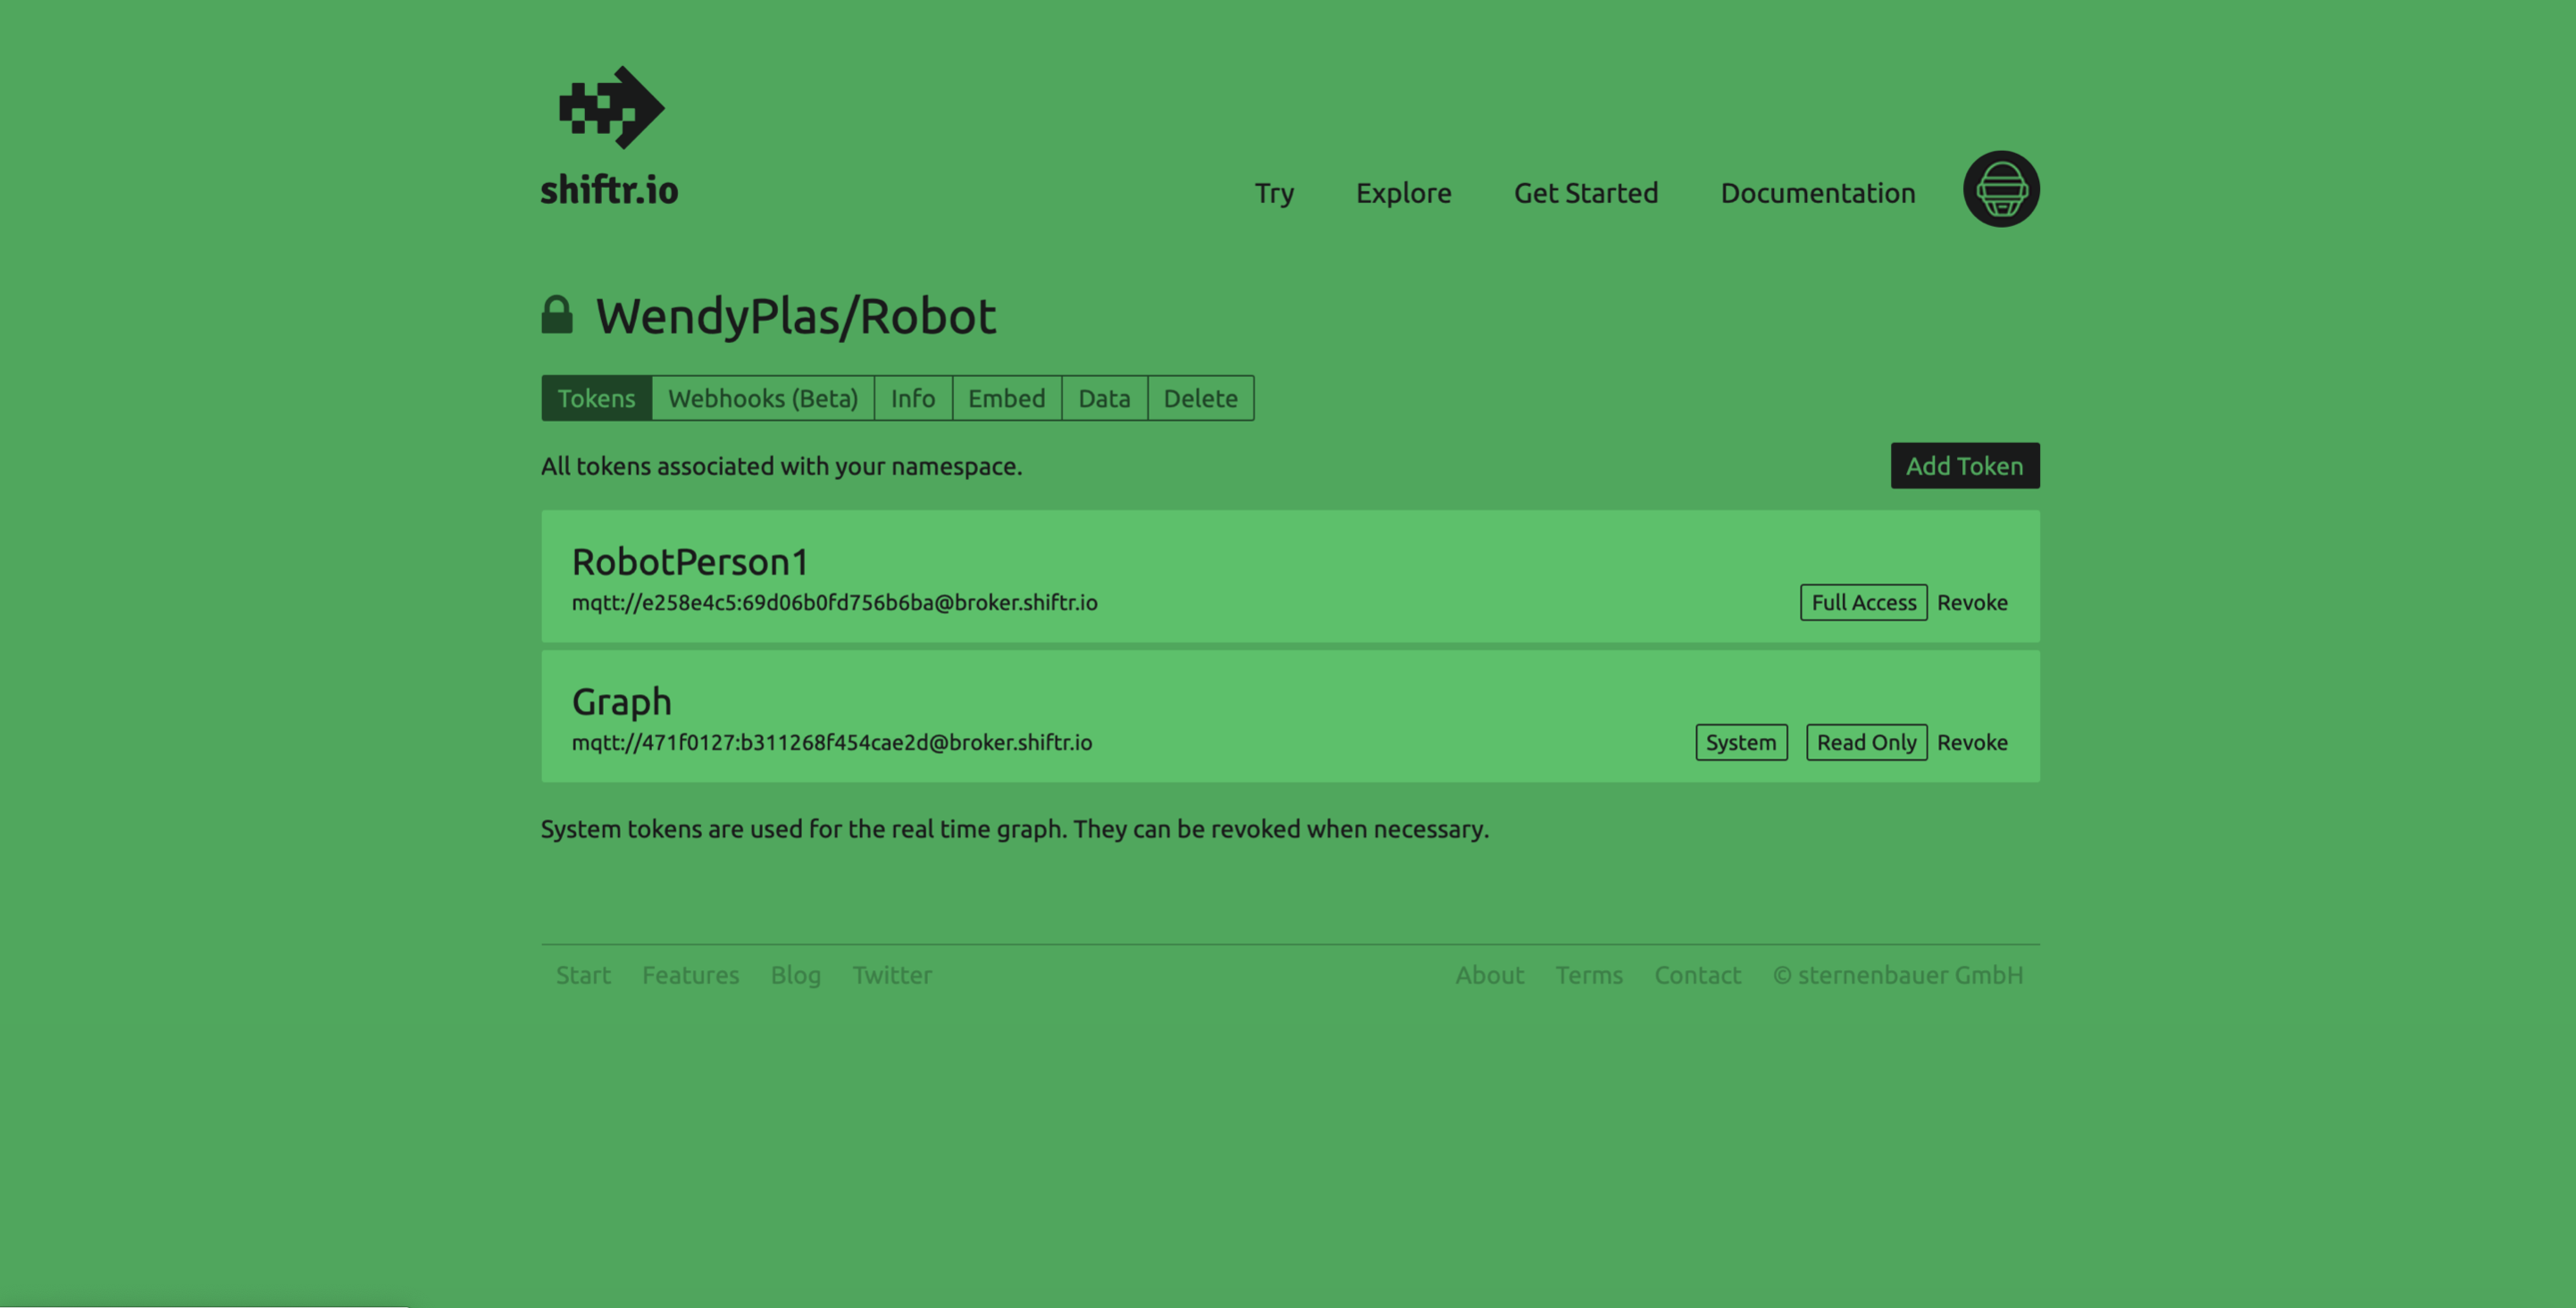 shiftr.io
Try Explore Get Started Documentation
WendyPlas/Robot
Tokens Webhooks (Beta) Info Embed Data Delete
All tokens associated with your namespace. Add Token
RobotPerson1
mqtt://e258e4c5:69d06b0fd756b6ba@broker.shiftr.io Full Access Revoke
Graph
mqtt://471f0127:b311268f454cae2d@broker.shiftr.io System Read Only Revoke
System tokens are used for the real time graph. They can be revoked when necessary.
Start Features Blog Twitter About Terms Contact © sternenbauer GmbH